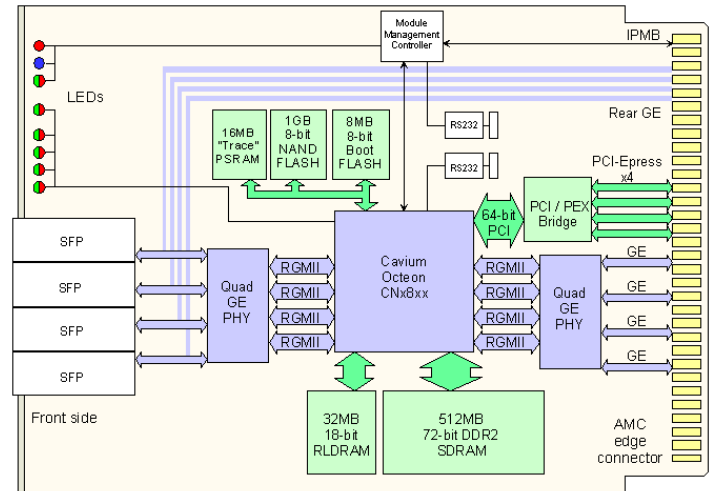 Module
Management
Controller
IPMB
LEDs
Rear GE
16MB
"Trace"
PSRAM
1GB
8-bit
NAND
FLASH
8MB
8-bit
Boot
FLASH
RS232
RS232
PCI-Epress
x4
64-bit
PCI
PCI / PEX
Bridge
SFP
SFP
SFP
SFP
Quad
GE
PHY
RGMII
RGMII
RGMII
RGMII
Cavium
Octeon
CNx8xx
RGMII
RGMII
RGMII
RGMII
Quad
GE
PHY
GE
GE
GE
GE
Front side
32MB
18-bit
RLDRAM
512MB
72-bit DDR2
SDRAM
AMC
edge
connector